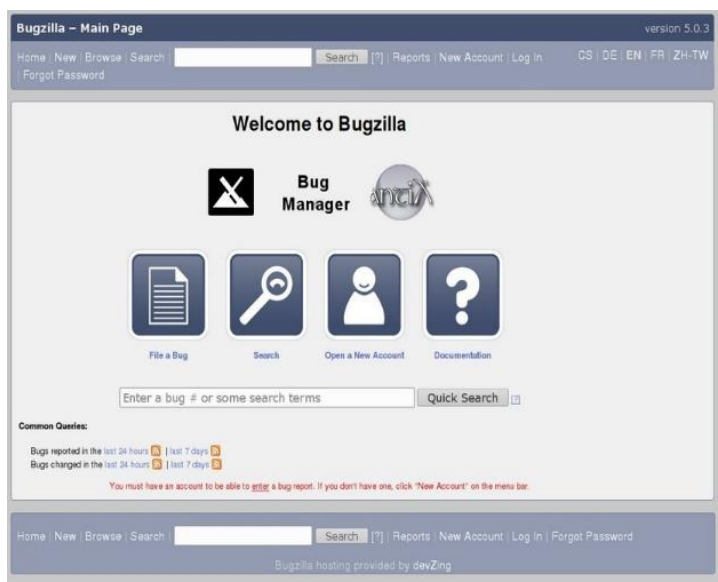 Bugzilla – Main Page
version 5.0.3
Home | New | Browse | Search | Search [?] | Reports | New Account | Log In
| Forgot Password
CS | DE | EN | FR | ZH-TW
Welcome to Bugzilla
Bug
Manager
antiX
File a Bug
Search
Open a New Account
Documentation
Enter a bug # or some search terms
Quick Search [?]
Common Queries:
Bugs reported in the last 24 hours | last 7 days
Bugs changed in the last 24 hours | last 7 days
You must have an account to be able to enter a bug report. If you don't have one, click "New Account" on the menu bar.
Home | New | Browse | Search | Search [?] | Reports | New Account | Log In | Forgot Password
Bugzilla hosting provided by devZing